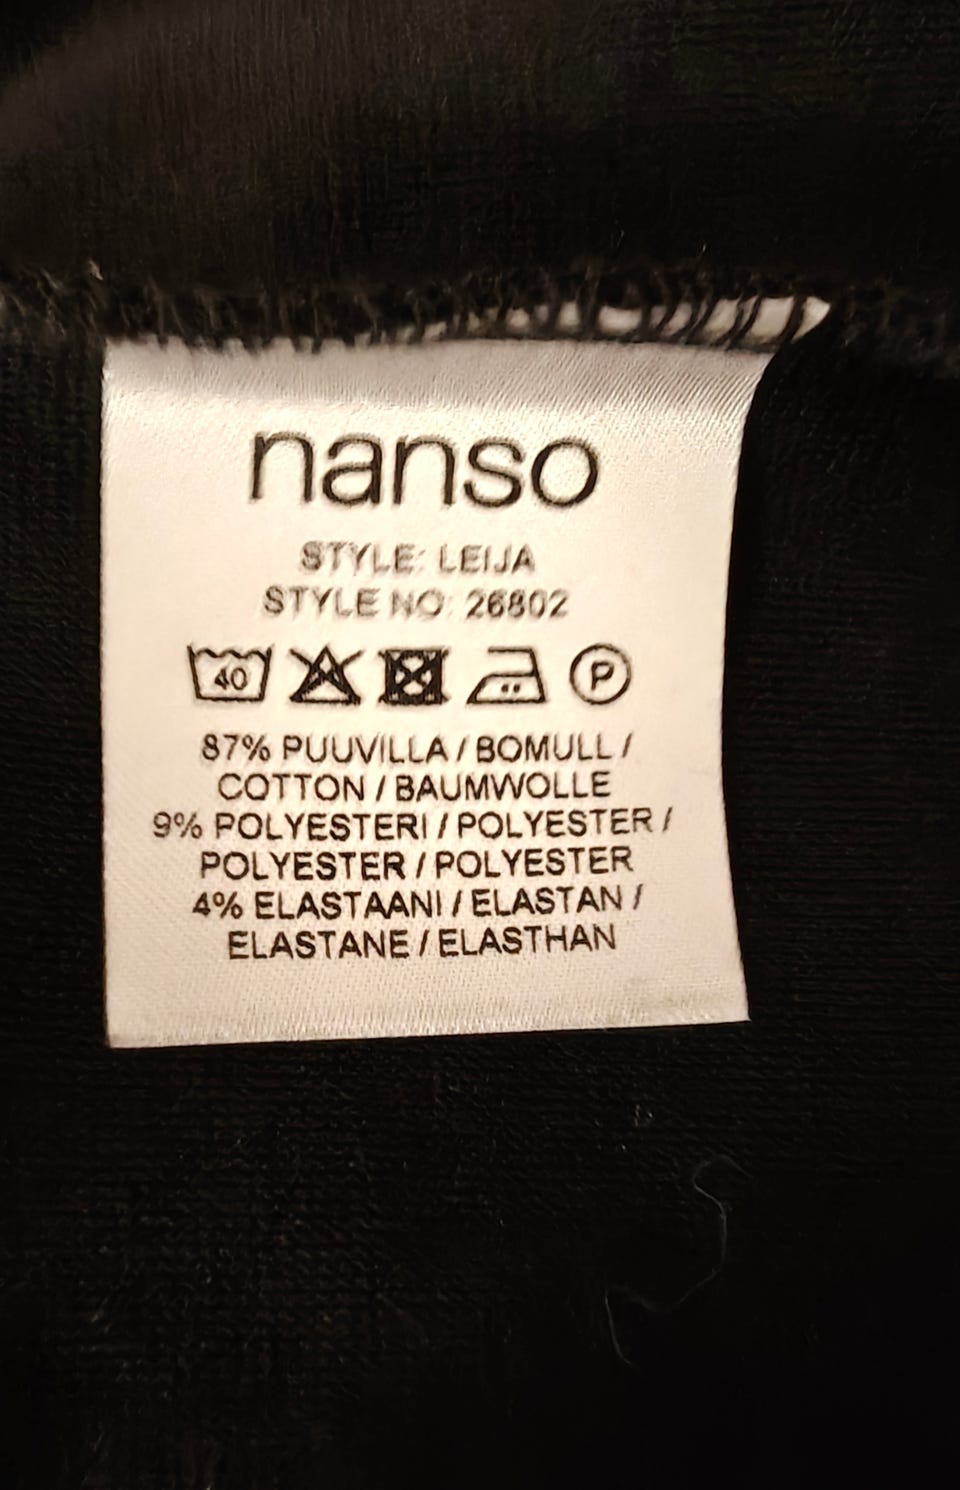 nanso
STYLE: LEIJA
STYLE NO: 26802
40 P
87% PUUVILLA / BOMULL /
COTTON / BAUMWOLLE
9% POLYESTERI / POLYESTER /
POLYESTER / POLYESTER
4% ELASTAANI / ELASTAN /
ELASTANE / ELASTHAN